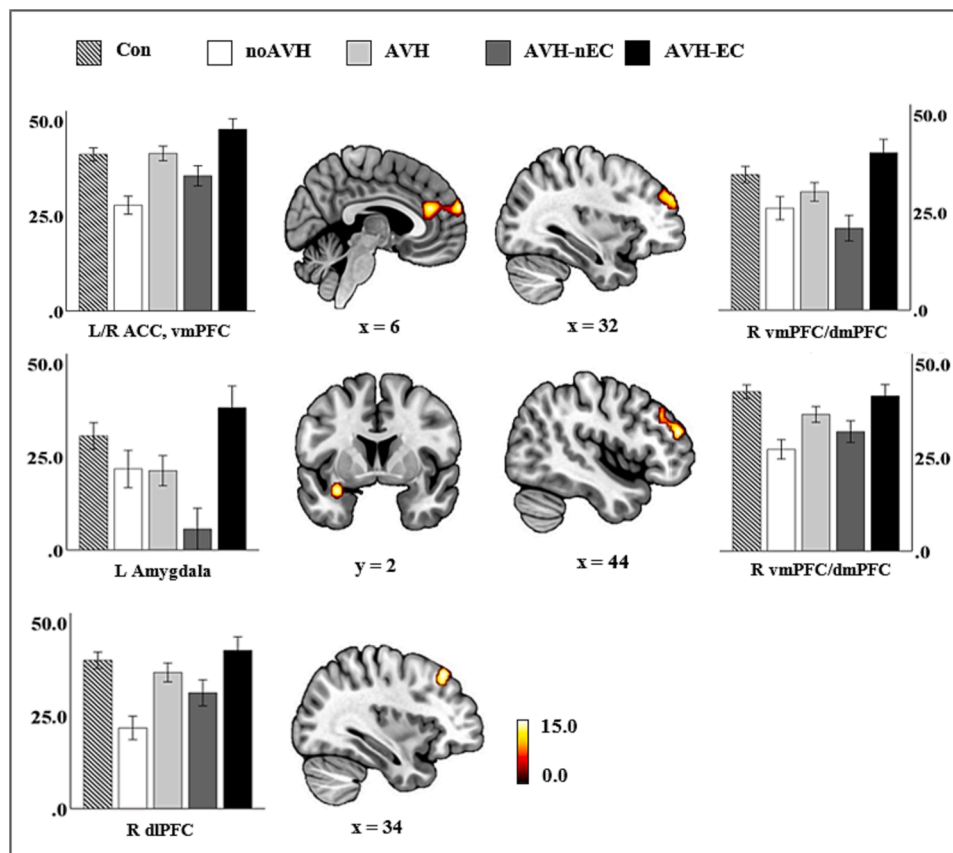 Con noAVH AVH AVH-nEC AVH-EC
50.0
25.0
.0
L/R ACC, vmPFC
x = 6
x = 32
50.0
25.0
.0
R vmPFC/dmPFC
50.0
25.0
.0
L Amygdala
y = 2
x = 44
50.0
25.0
.0
R vmPFC/dmPFC
50.0
25.0
.0
R dlPFC
x = 34
15.0
0.0